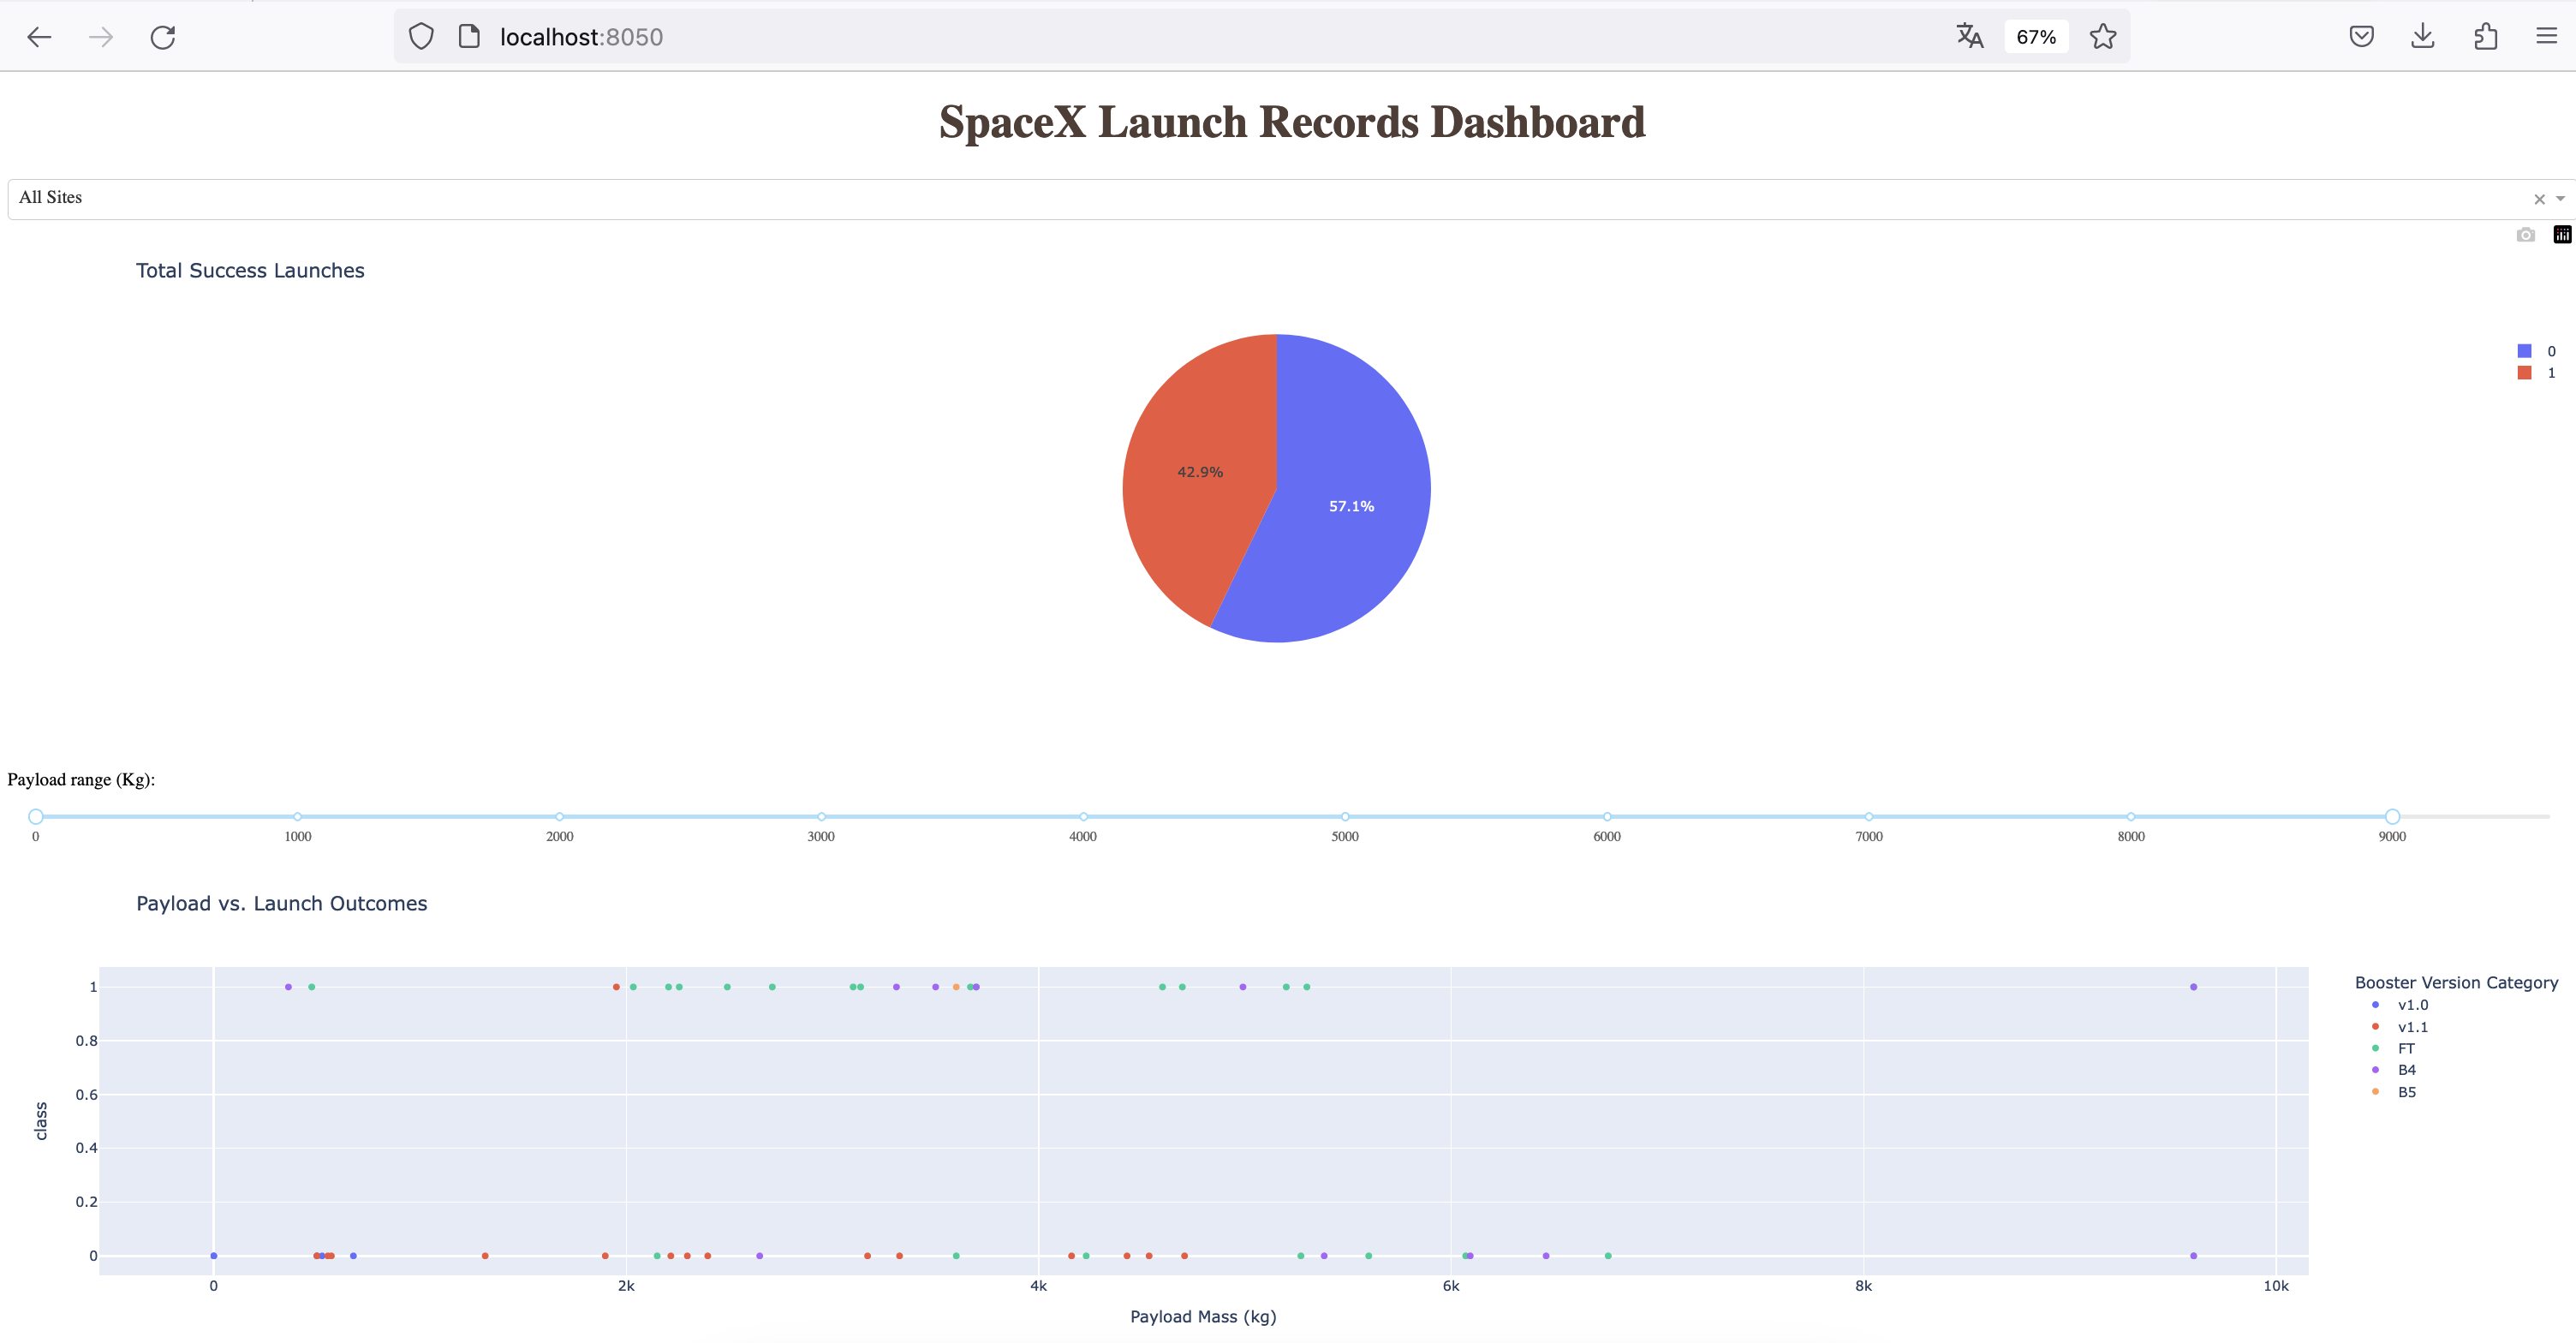 localhost:8050
67%
SpaceX Launch Records Dashboard
All Sites
Total Success Launches
0
1
42.9%
57.1%
Payload range (Kg):
0 1000 2000 3000 4000 5000 6000 7000 8000 9000
Payload vs. Launch Outcomes
Booster Version Category
v1.0
v1.1
FT
B4
B5
1
0.8
0.6
0.4
0.2
0
class
0 2k 4k 6k 8k 10k
Payload Mass (kg)